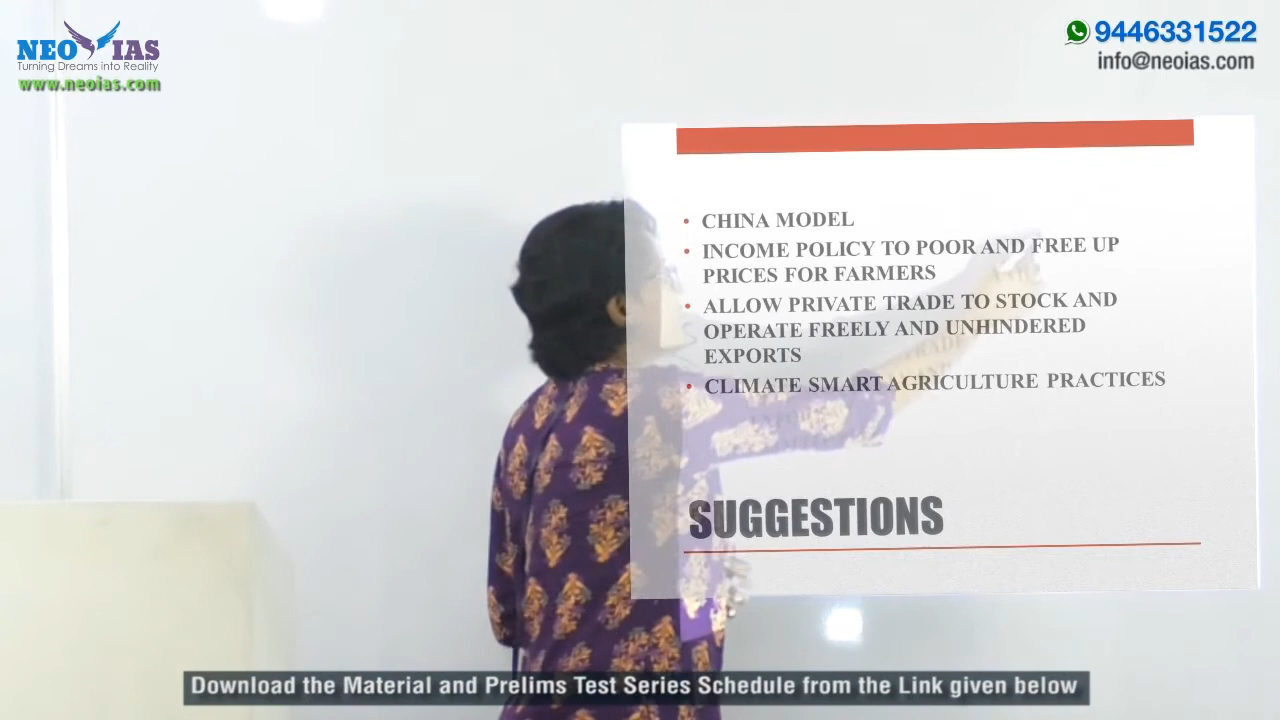 NEO IAS
Turning Dreams into Reality
www.neoias.com
9446331522
info@neoias.com
• CHINA MODEL
• INCOME POLICY TO POOR AND FREE UP
PRICES FOR FARMERS
• ALLOW PRIVATE TRADE TO STOCK AND
OPERATE FREELY AND UNHINDERED
EXPORTS
• CLIMATE SMART AGRICULTURE PRACTICES
SUGGESTIONS
Download the Material and Prelims Test Series Schedule from the Link given below